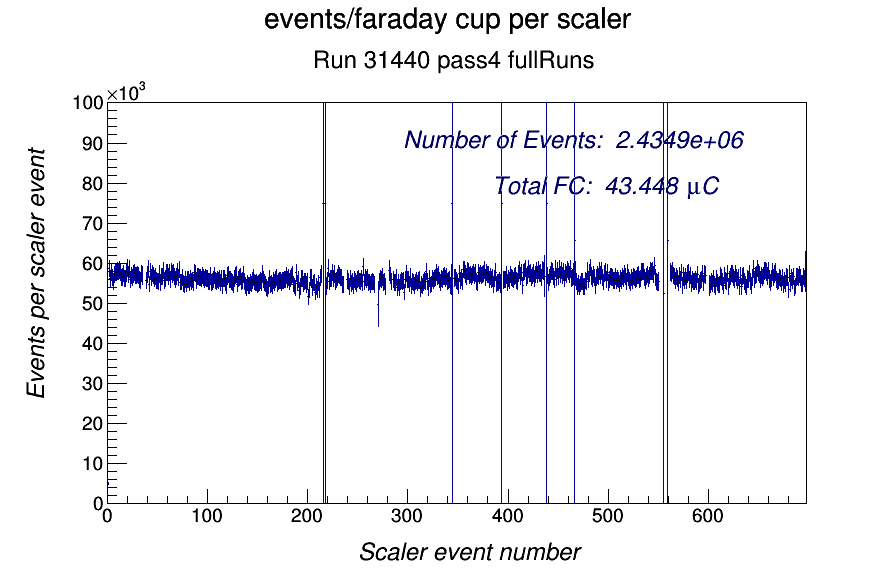 events/faraday cup per scaler
Run 31440 pass4 fullRuns
×10³
100
90
80
70
60
50
40
30
20
10
0
Events per scaler event
Number of Events: 2.4349e+06
Total FC: 43.448 μC
0 100 200 300 400 500 600
Scaler event number